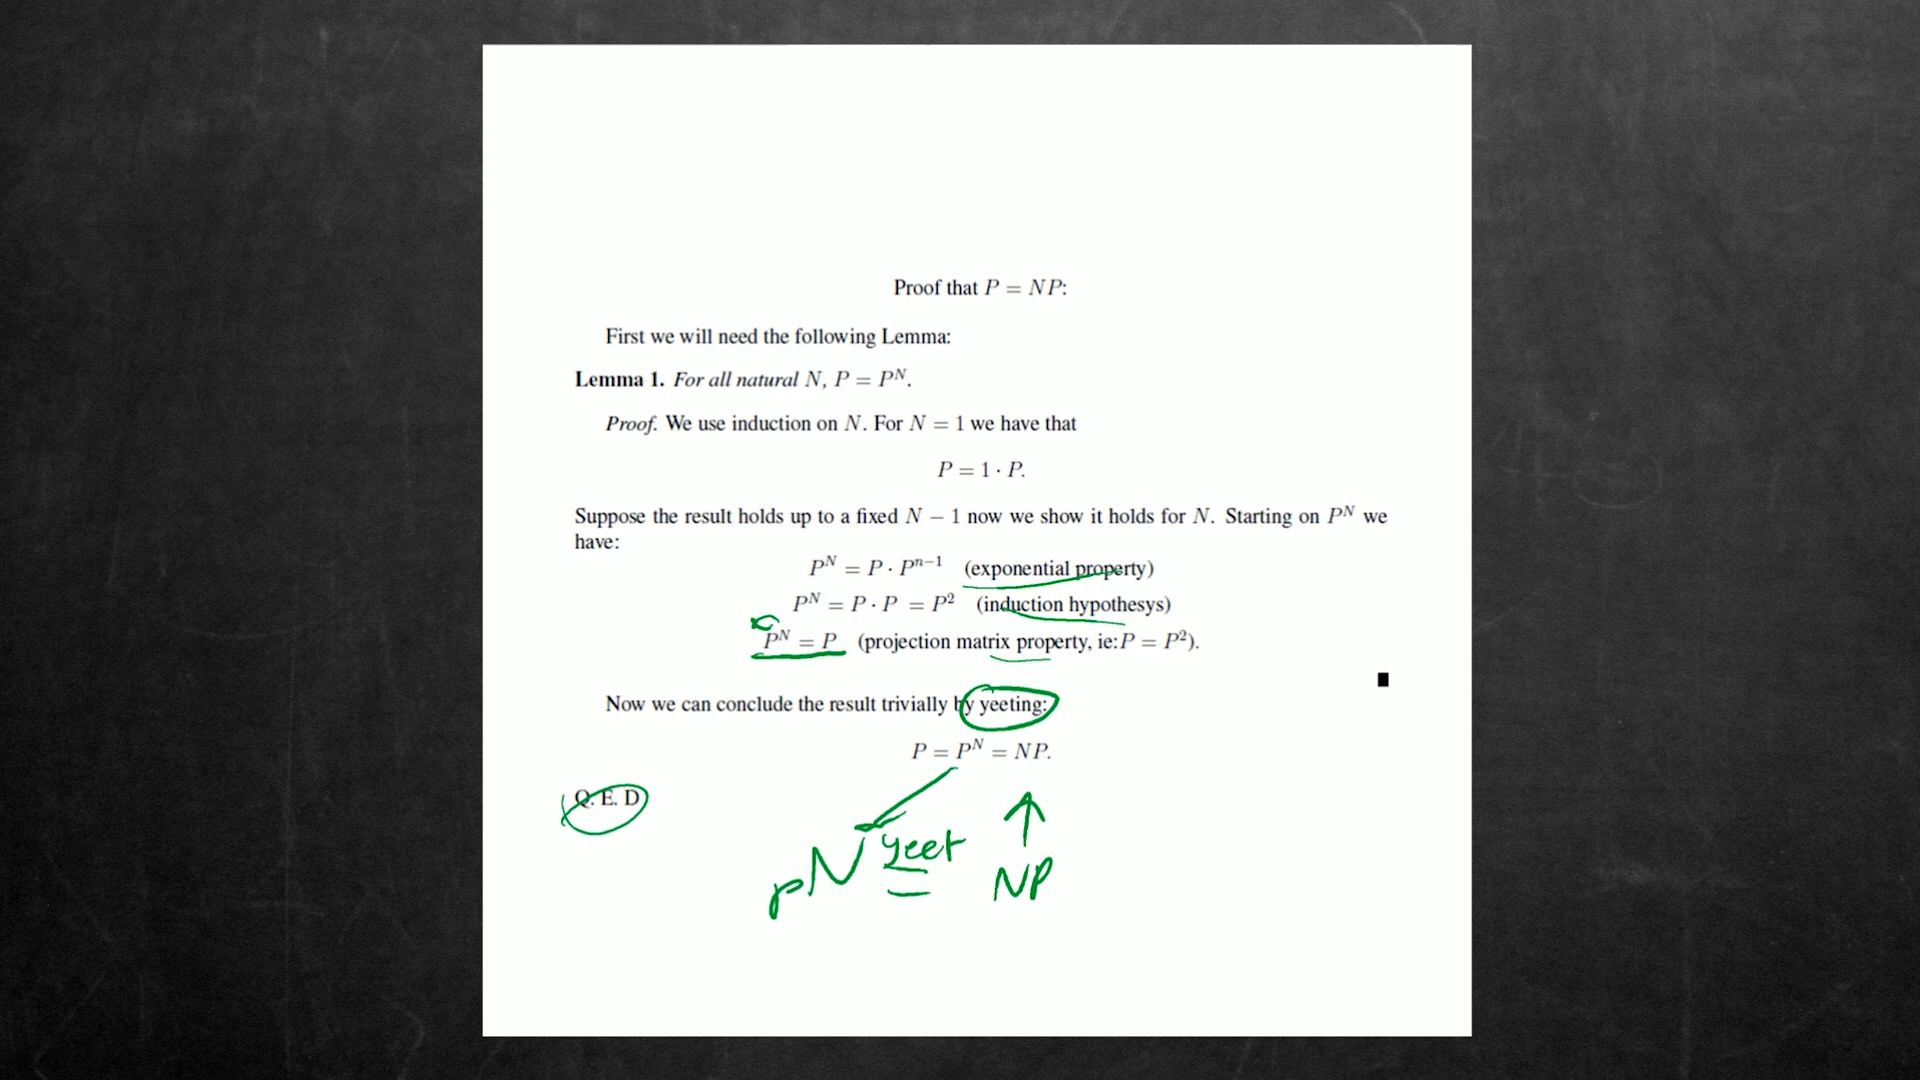 Proof that P = NP:
First we will need the following Lemma:
Lemma 1. For all natural N, P = P^N.
Proof. We use induction on N. For N = 1 we have that
P = 1 · P.
Suppose the result holds up to a fixed N − 1 now we show it holds for N. Starting on P^N we
have:
P^N = P · P^{n−1} (exponential property)
P^N = P · P = P^2 (induction hypothesys)
P^N = P (projection matrix property, ie:P = P^2).
Now we can conclude the result trivially by yeeting:
P = P^N = NP.
Q. E. D
PN yeet = NP